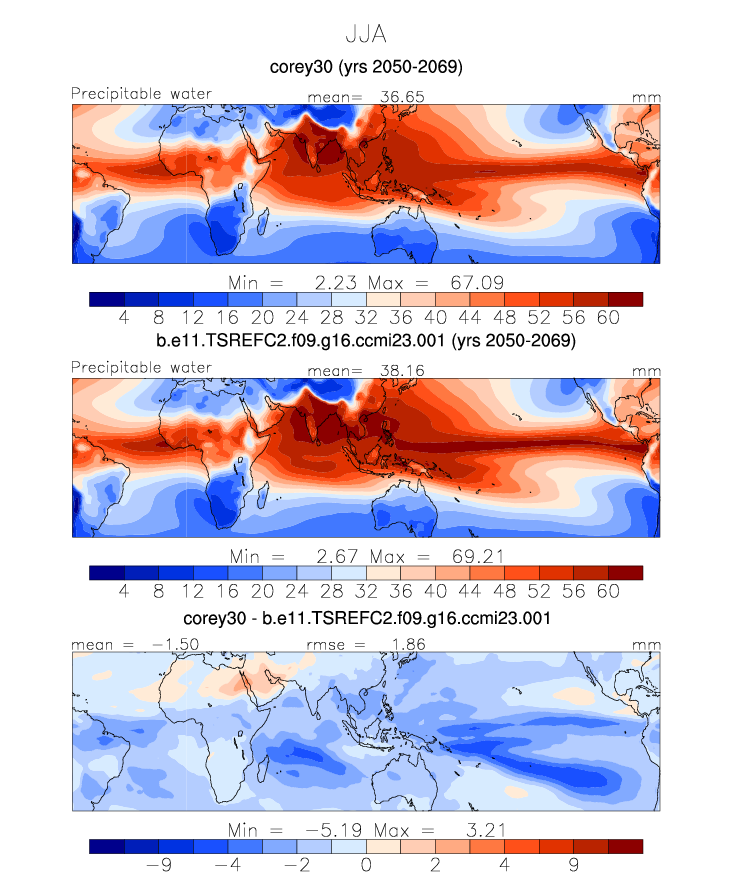 JJA
corey30 (yrs 2050-2069)
Precipitable water mean= 36.65 mm
Min = 2.23 Max = 67.09
4 8 12 16 20 24 28 32 36 40 44 48 52 56 60
b.e11.TSREFC2.f09.g16.ccmi23.001 (yrs 2050-2069)
Precipitable water mean= 38.16 mm
Min = 2.67 Max = 69.21
4 8 12 16 20 24 28 32 36 40 44 48 52 56 60
corey30 - b.e11.TSREFC2.f09.g16.ccmi23.001
mean = -1.50 rmse = 1.86 mm
Min = -5.19 Max = 3.21
-9 -4 -2 0 2 4 9